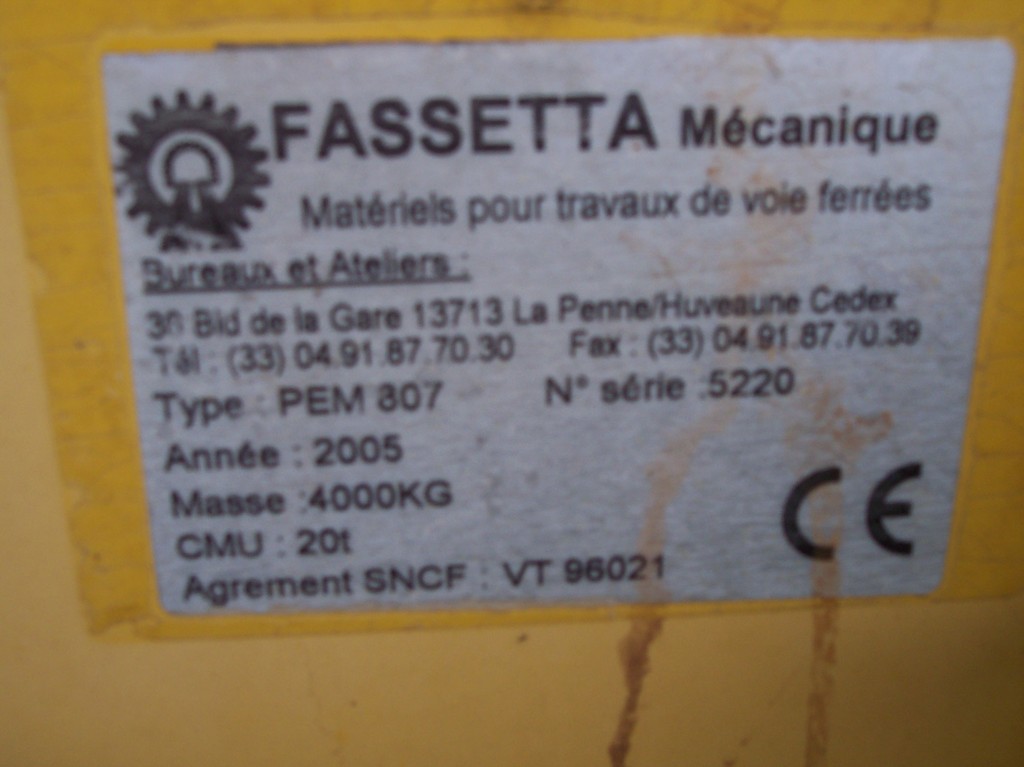 FASSETTA Mécanique
Matériels pour travaux de voie ferrées
Bureaux et Ateliers :
Bld de la Gare 13713 La Penne/Huveaune Cedex
Tél : (33) 04.91.87.70.30 Fax : (33) 04.91.87.70.39
Type : PEM 807 N° série :5220
Année : 2005
Masse :4000KG
CMU : 20t
Agrement SNCF : VT 96021
CE